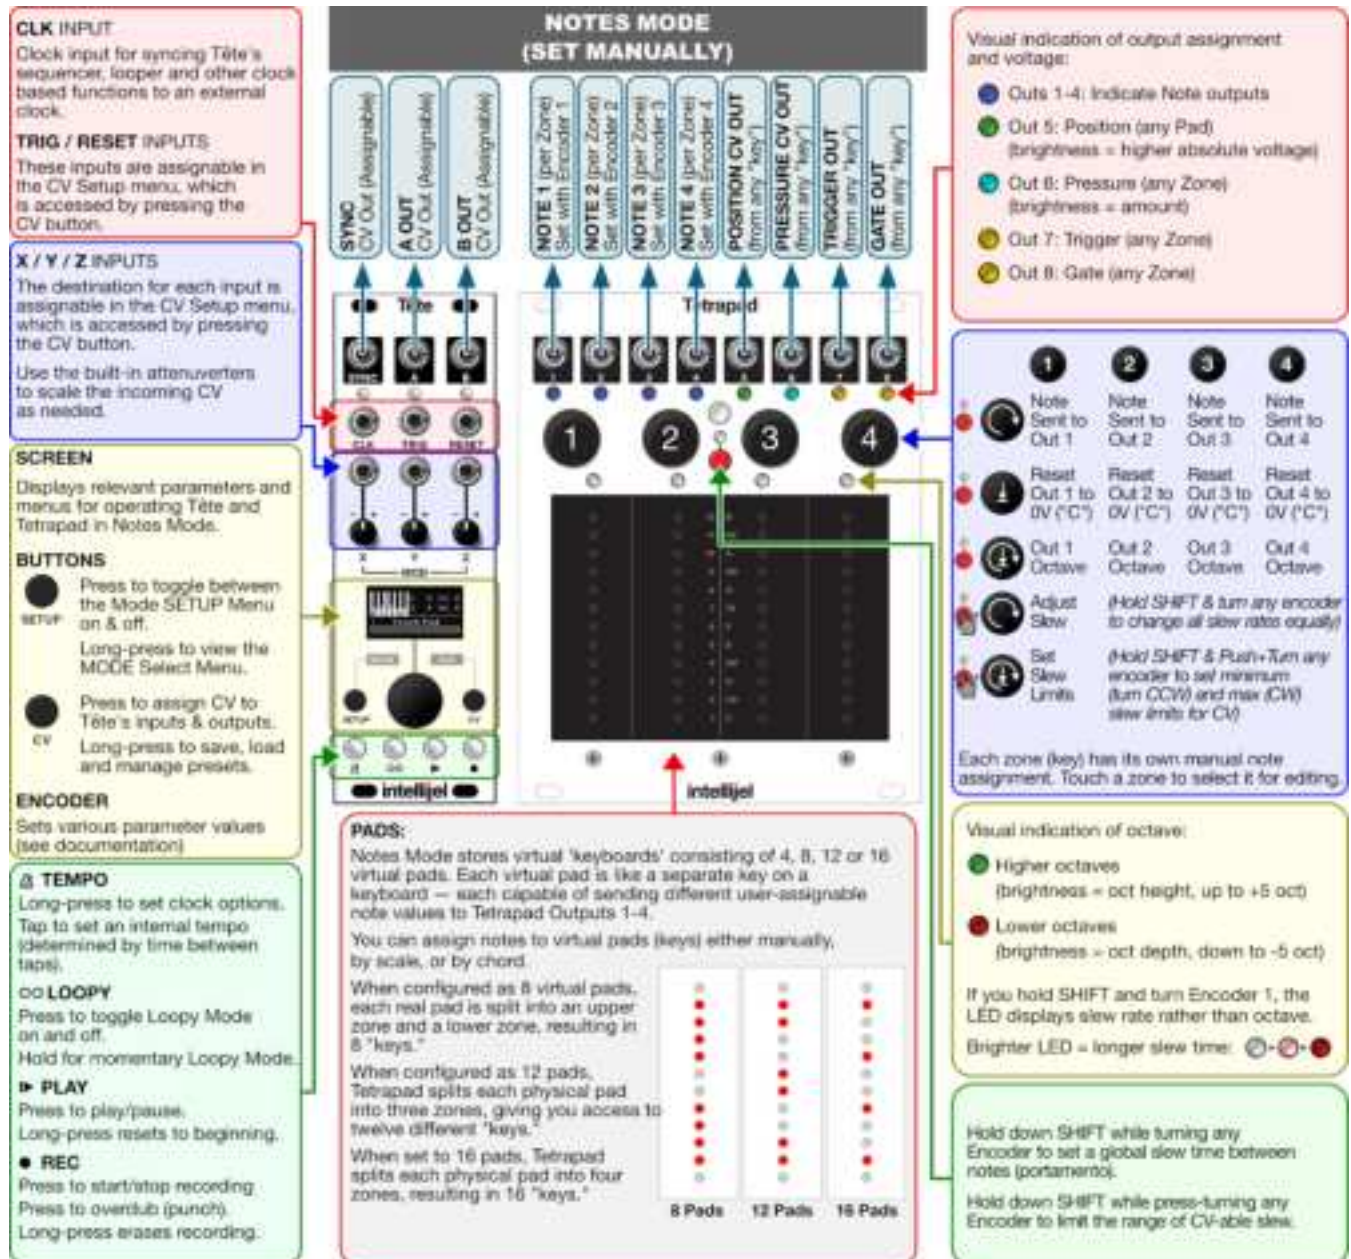 NOTES MODE
(SET MANUALLY)
CLK INPUT
Clock input for syncing Tête's
sequencer, looper and other clock
based functions to an external
clock.
TRIG / RESET INPUTS
These inputs are assignable in
the CV Setup menu, which
is accessed by pressing the
CV button.
X / Y / Z INPUTS
The destination for each input is
assignable in the CV Setup menu,
which is accessed by pressing
the CV button.
Use the built-in attenuverters
to scale the incoming CV
as needed.
SCREEN
Displays relevant parameters and
menus for operating Tête and
Tetrapad in Notes Mode.
BUTTONS
SETUP
Press to toggle between
the Mode SETUP Menu
on & off.
Long-press to view the
MODE Select Menu.
CV
Press to assign CV to
Tête's inputs & outputs.
Long-press to save, load
and manage presets.
ENCODER
Sets various parameter values
(see documentation)
TEMPO
Long-press to set clock options.
Tap to set an internal tempo
(determined by time between
taps).
LOOPY
Press to toggle Loopy Mode
on and off.
Hold for momentary Loopy Mode.
PLAY
Press to play/pause.
Long-press resets to beginning.
REC
Press to start/stop recording
Press to overdub (punch).
Long-press erases recording.
SYNC
CV Out (Assignable)
A OUT
CV Out (Assignable)
B OUT
CV Out (Assignable)
NOTE 1 (per Zone)
Set with Encoder 1
NOTE 2 (per Zone)
Set with Encoder 2
NOTE 3 (per Zone)
Set with Encoder 3
NOTE 4 (per Zone)
Set with Encoder 4
POSITION CV OUT
(from any "key")
PRESSURE CV OUT
(from any "key")
TRIGGER OUT
(from any "key")
GATE OUT
(from any "key")
Tête
SYNC A B
CLK TRIG RESET
X Y Z
SETUP CV
intellijel
Tetrapad
1 2 3 4
intellijel
PADS:
Notes Mode stores virtual 'keyboards' consisting of 4, 8, 12 or 16
virtual pads. Each virtual pad is like a separate key on a
keyboard — each capable of sending different user-assignable
note values to Tetrapad Outputs 1-4.
You can assign notes to virtual pads (keys) either manually,
by scale, or by chord.
When configured as 8 virtual pads,
each real pad is split into an upper
zone and a lower zone, resulting in
8 "keys."
When configured as 12 pads,
Tetrapad splits each physical pad
into three zones, giving you access to
twelve different "keys."
When set to 16 pads, Tetrapad
splits each physical pad into four
zones, resulting in 16 "keys."
8 Pads 12 Pads 16 Pads
Visual indication of output assignment
and voltage:
Outs 1-4: Indicate Note outputs
Out 5: Position (any Pad)
(brightness = higher absolute voltage)
Out 6: Pressure (any Zone)
(brightness = amount)
Out 7: Trigger (any Zone)
Out 8: Gate (any Zone)
1 2 3 4
Note Note Note Note
Sent to Sent to Sent to Sent to
Out 1 Out 2 Out 3 Out 4
Reset Reset Reset Reset
Out 1 to Out 2 to Out 3 to Out 4 to
0V ("C") 0V ("C") 0V ("C") 0V ("C")
Out 1 Out 2 Out 3 Out 4
Octave Octave Octave Octave
Adjust (Hold SHIFT & turn any encoder
Slew to change all slew rates equally)
Set (Hold SHIFT & Push+Turn any
Slew encoder to set minimum
Limits (turn CCW) and max (CW)
slew limits for CV)
Each zone (key) has its own manual note
assignment. Touch a zone to select it for editing.
Visual indication of octave:
Higher octaves
(brightness = oct height, up to +5 oct)
Lower octaves
(brightness = oct depth, down to -5 oct)
If you hold SHIFT and turn Encoder 1, the
LED displays slew rate rather than octave.
Brighter LED = longer slew time:
Hold down SHIFT while turning any
Encoder to set a global slew time between
notes (portamento).
Hold down SHIFT while press-turning any
Encoder to limit the range of CV-able slew.